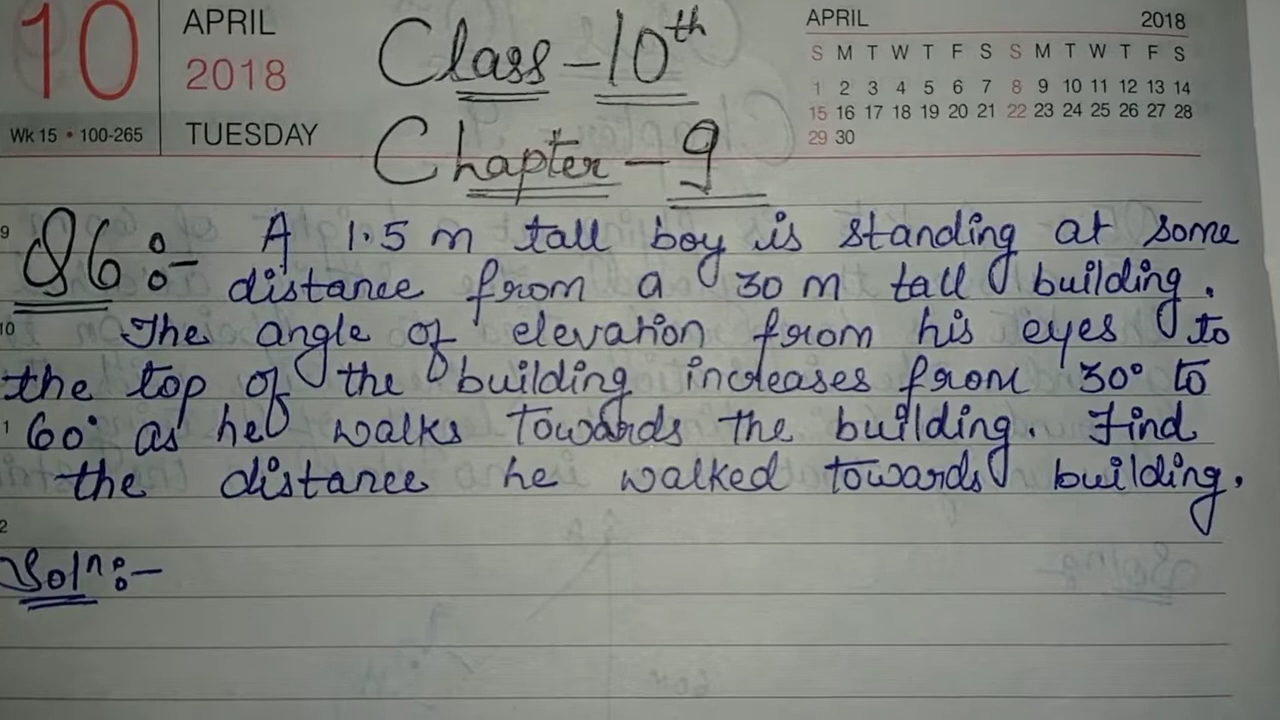 10
APRIL
2018
Wk 15 • 100-265
TUESDAY
Class - 10th
Chapter - 9
APRIL 2018
S M T W T F S S M T W T F S
1 2 3 4 5 6 7 8 9 10 11 12 13 14
15 16 17 18 19 20 21 22 23 24 25 26 27 28
29 30
9
Q6:- A 1.5 m tall boy is standing at some
distance from a 30 m tall building.
10
The angle of elevation from his eyes to
the top of the building increases from 30° to
1
60° as he walks towards the building. Find
the distance he walked towards building.
2
Soln:-